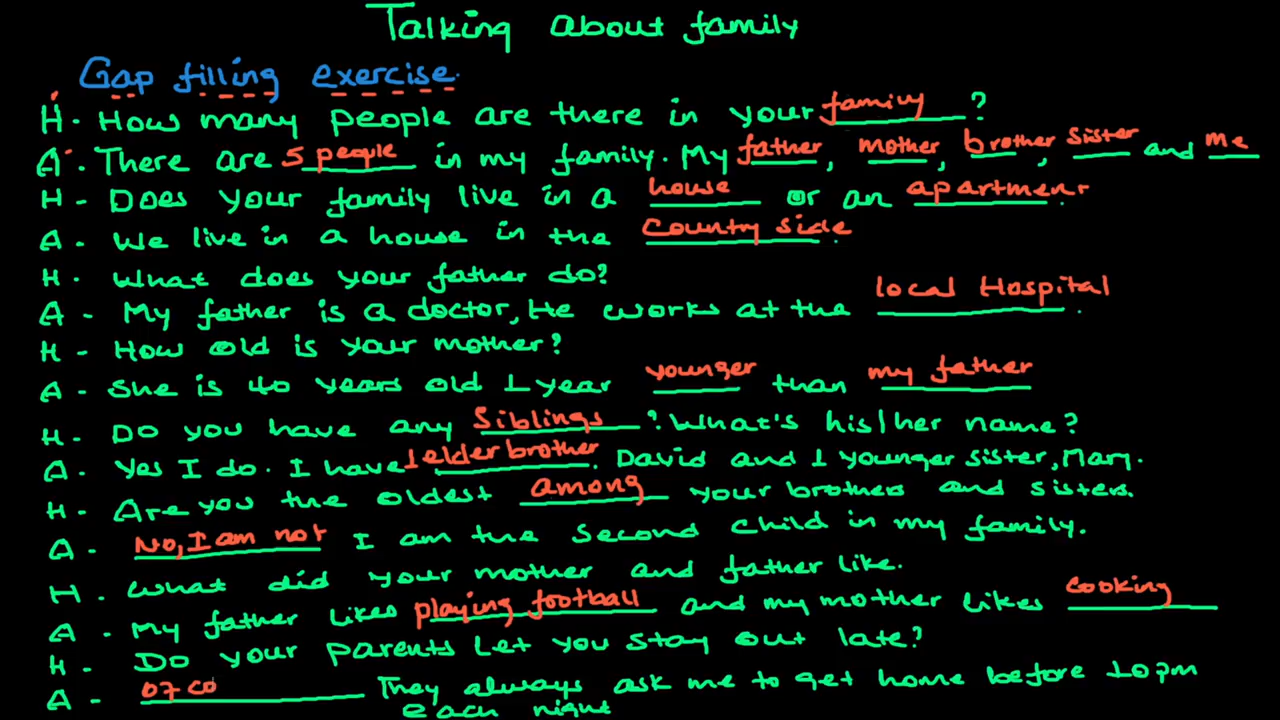 Talking about family
Gap filling exercise.
H. How many people are there in your family ?
A. There are 5 people in my family. My father, mother, brother, sister and me
H - Does your family live in a house or an apartment.
A. We live in a house in the country side.
H. What does your father do?
A - My father is a doctor, He works at the local Hospital.
H - How old is your mother?
A - She is 40 years old 1 year younger than my father
H - Do you have any Siblings ? What's his/her name?
A. Yes I do. I have 1 elder brother. David and 1 younger sister, Mary.
H - Are you the oldest among your brothers and sisters.
A - No, I am not I am the second child in my family.
H. What did your mother and father like.
A - My father likes playing football and my mother likes cooking
H - Do your parents Let you stay out late?
A - They always ask me to get home before 10pm
each night